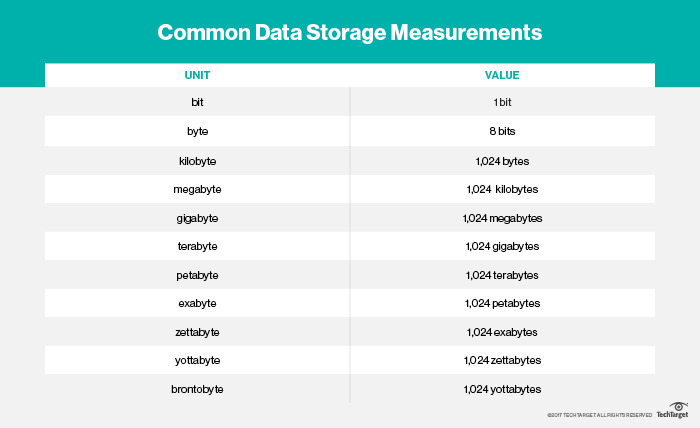 Common Data Storage Measurements
UNIT VALUE
bit 1 bit
byte 8 bits
kilobyte 1,024 bytes
megabyte 1,024 kilobytes
gigabyte 1,024 megabytes
terabyte 1,024 gigabytes
petabyte 1,024 terabytes
exabyte 1,024 petabytes
zettabyte 1,024 exabytes
yottabyte 1,024 zettabytes
brontobyte 1,024 yottabytes
©2017 TECHTARGET. ALL RIGHTS RESERVED TechTarget